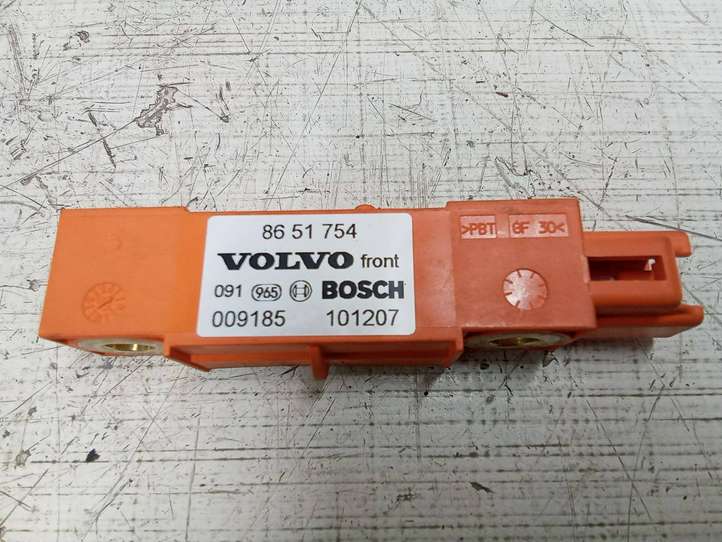 86 51 754
VOLVO front
091 965 BOSCH
009185 101207
>PBT GF 30<